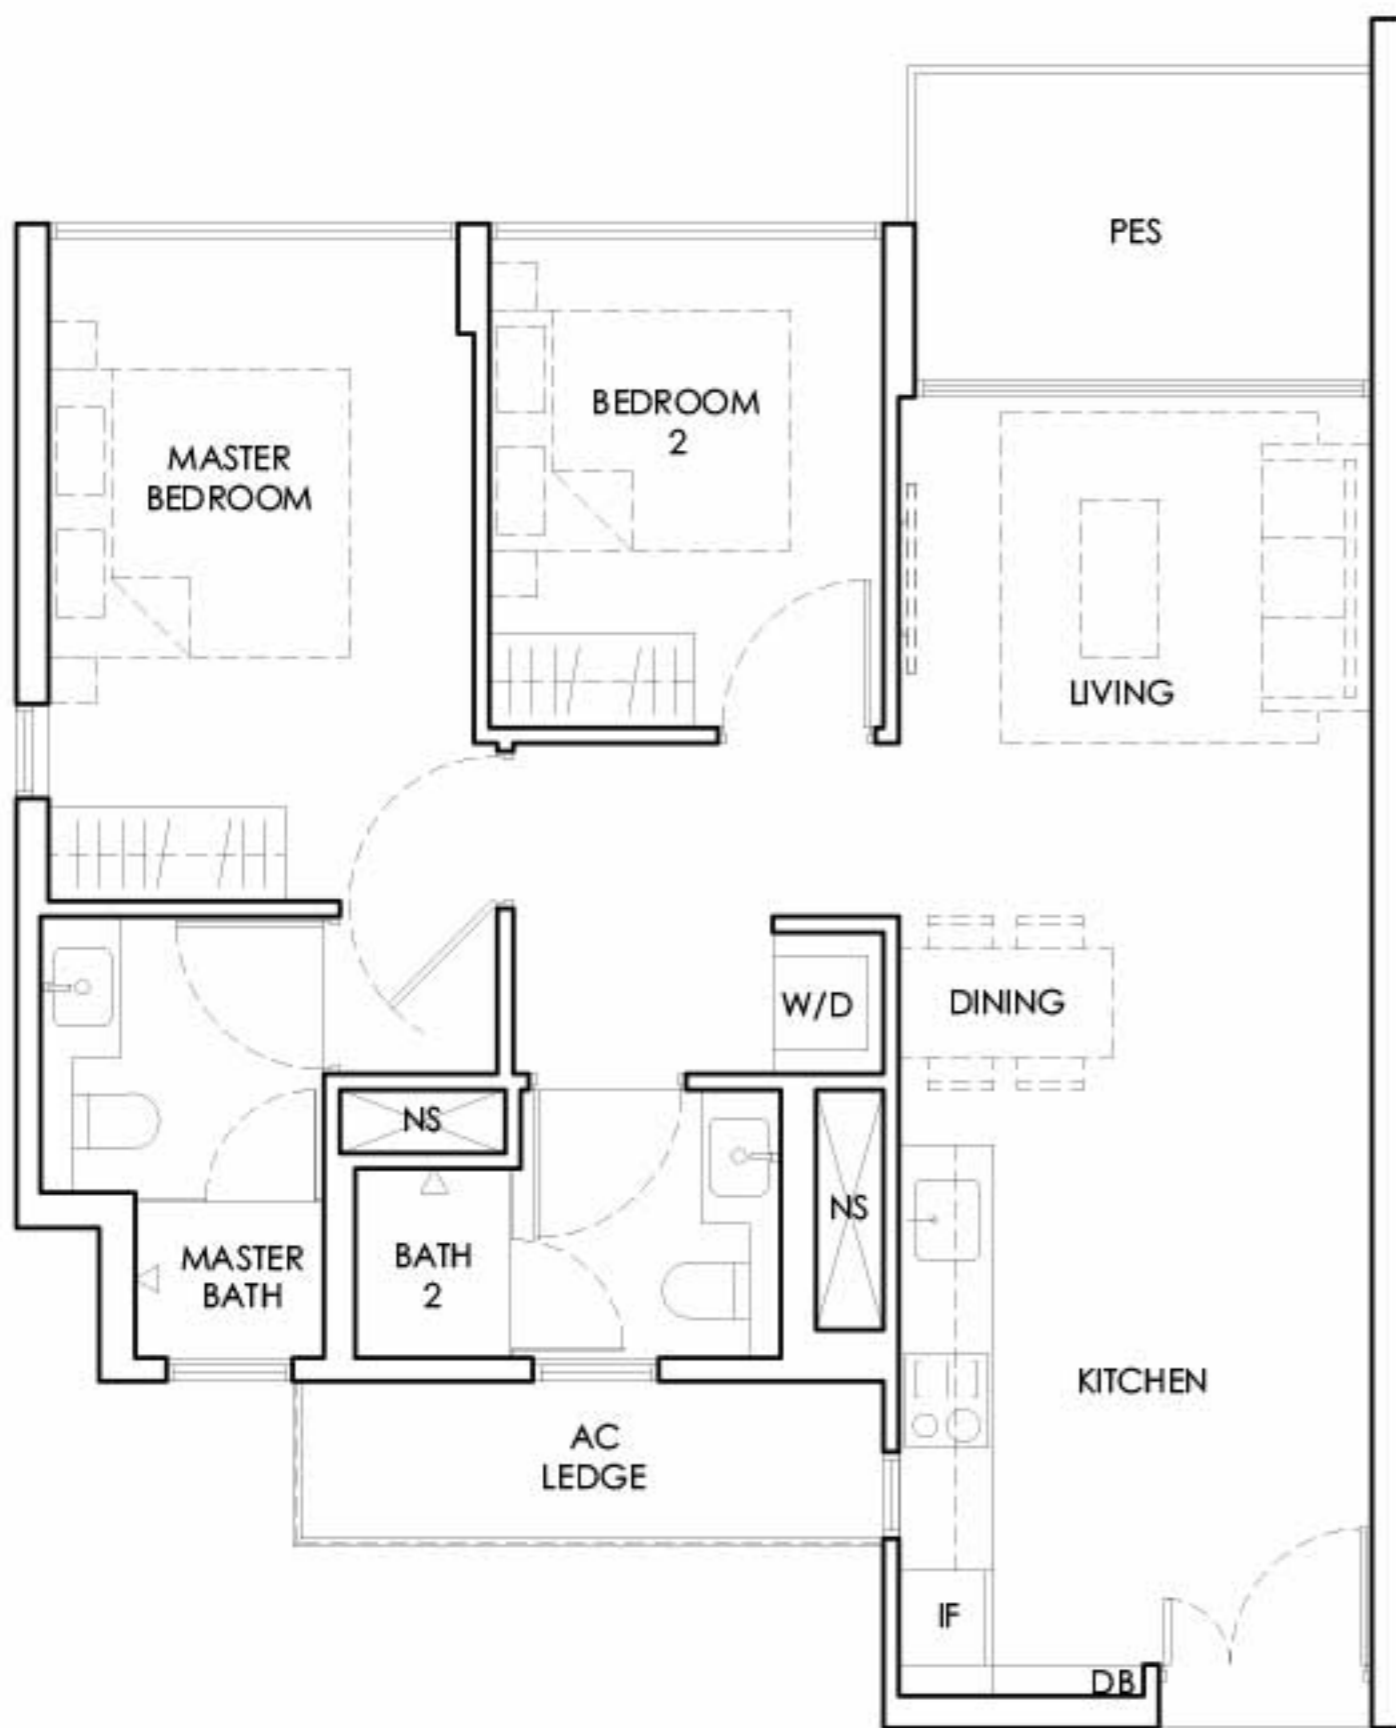 PES
BEDROOM
2
MASTER
BEDROOM
LIVING
W/D
DINING
NS
NS
MASTER
BATH
BATH
2
KITCHEN
AC
LEDGE
IF
DB